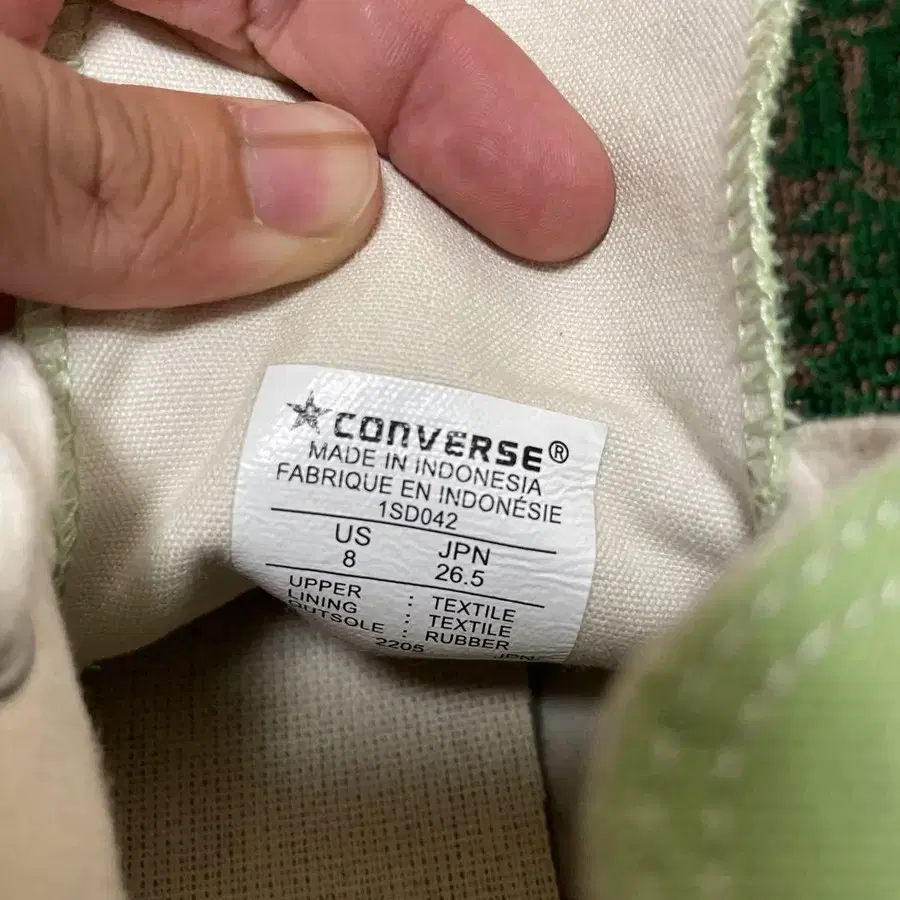 CONVERSE®
MADE IN INDONESIA
FABRIQUE EN INDONÉSIE
1SD042
US JPN
8 26.5
UPPER : TEXTILE
LINING : TEXTILE
OUTSOLE : RUBBER
2205 JPN